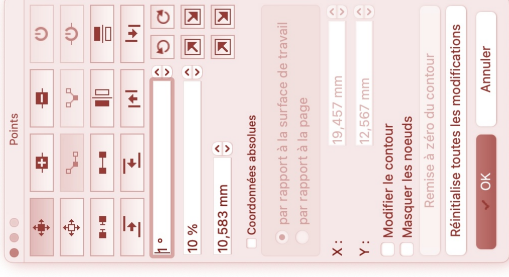 Points
1°
10 %
10,583 mm
Coordonnées absolues
par rapport à la surface de travail
par rapport à la page
X : 19,457 mm
Y : 12,567 mm
Modifier le contour
Masquer les noeuds
Remise à zéro du contour
Réinitialise toutes les modifications
Annuler
OK